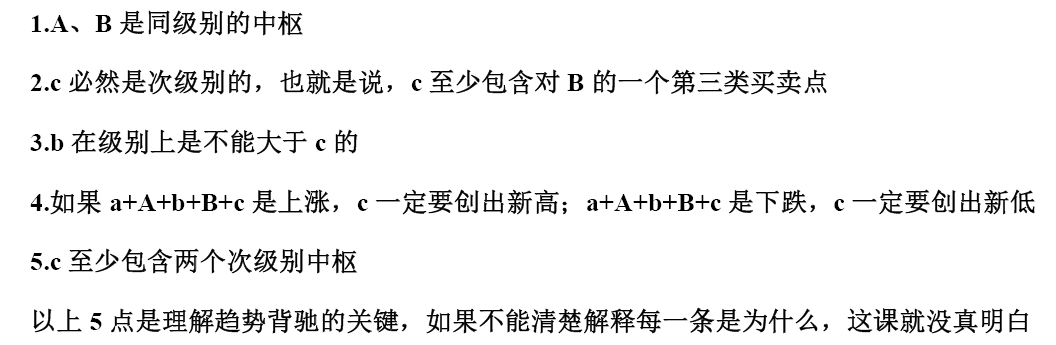 1.A、B 是同级别的中枢
2.c 必然是次级别的，也就是说，c 至少包含对 B 的一个第三类买卖点
3.b 在级别上是不能大于 c 的
4.如果 a+A+b+B+c 是上涨，c 一定要创出新高；a+A+b+B+c 是下跌，c 一定要创出新低
5.c 至少包含两个次级别中枢
以上 5 点是理解趋势背驰的关键，如果不能清楚解释每一条是为什么，这课就没真明白